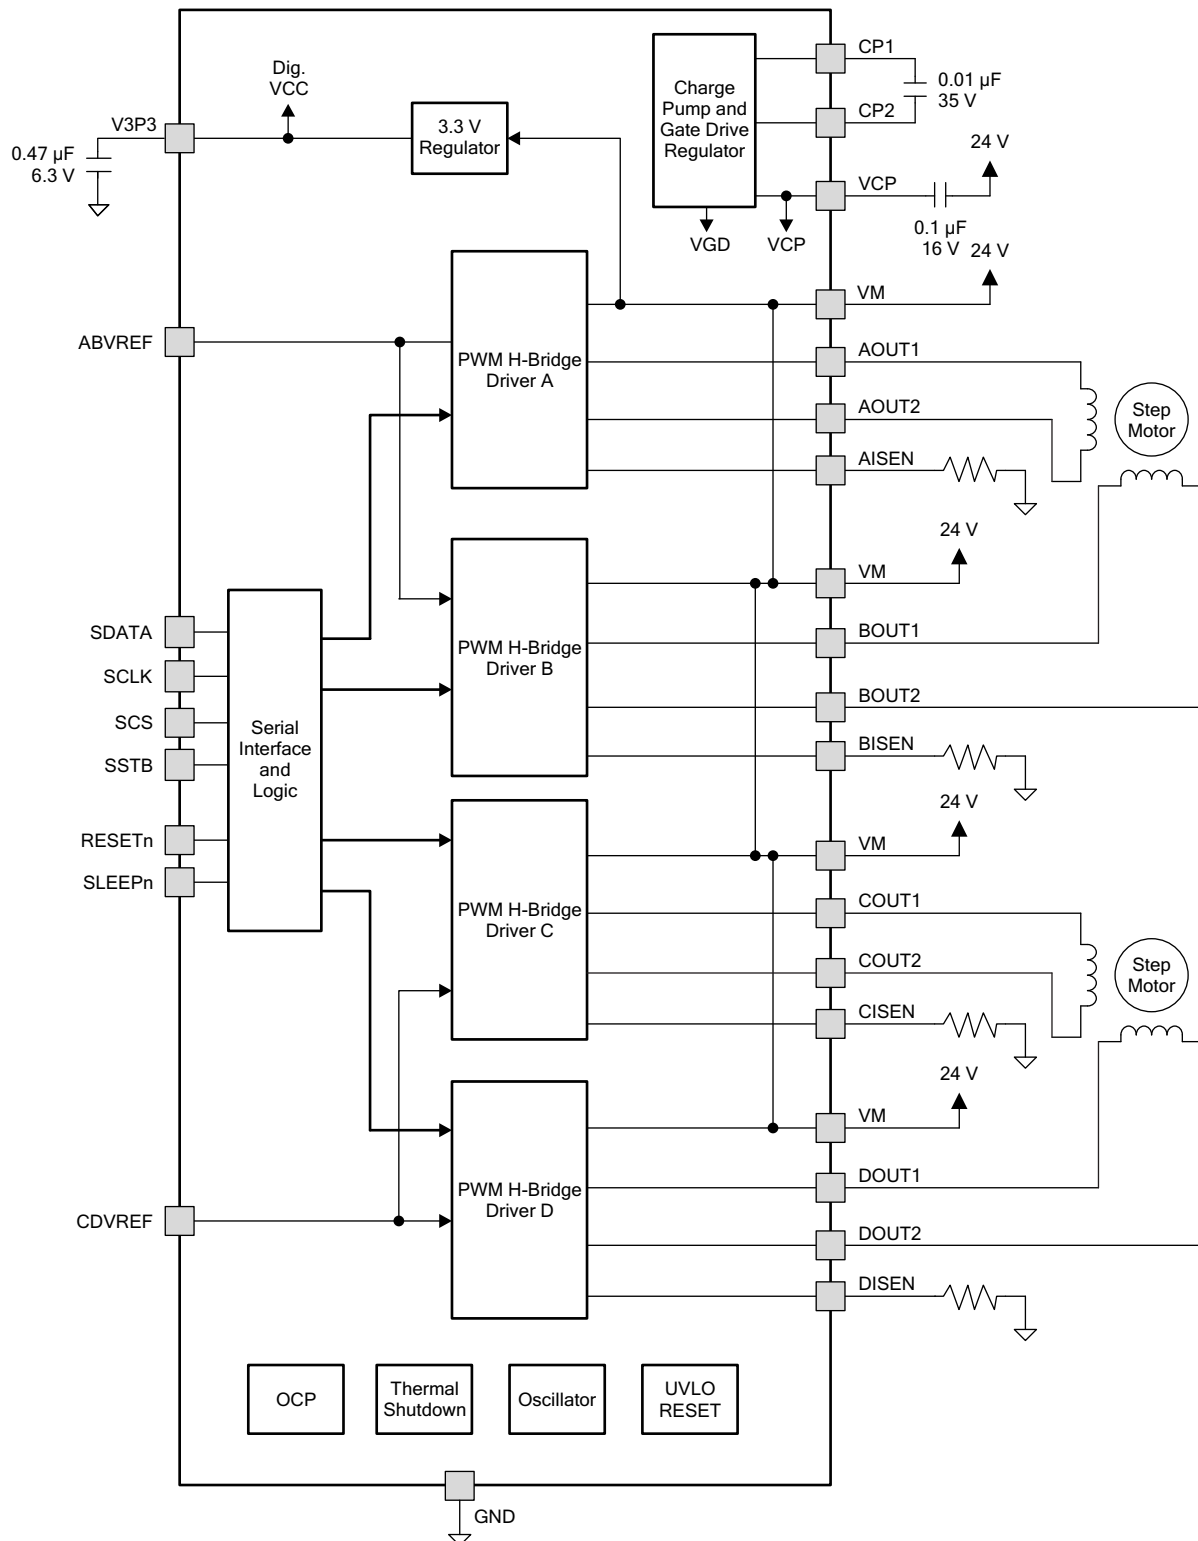 CP1
Dig.
VCC
0.01 µF
35 V
Charge
Pump and
Gate Drive
Regulator
V3P3
3.3 V
Regulator
CP2
0.47 µF
6.3 V
24 V
VCP
VGD
VCP
0.1 µF
16 V
24 V
VM
ABVREF
PWM H-Bridge
Driver A
AOUT1
AOUT2
Step
Motor
AISEN
24 V
VM
SDATA
SCLK
SCS
SSTB
RESETn
SLEEPn
Serial
Interface
and
Logic
PWM H-Bridge
Driver B
BOUT1
BOUT2
BISEN
24 V
VM
PWM H-Bridge
Driver C
COUT1
COUT2
Step
Motor
CISEN
24 V
VM
CDVREF
PWM H-Bridge
Driver D
DOUT1
DOUT2
DISEN
OCP
Thermal
Shutdown
Oscillator
UVLO
RESET
GND